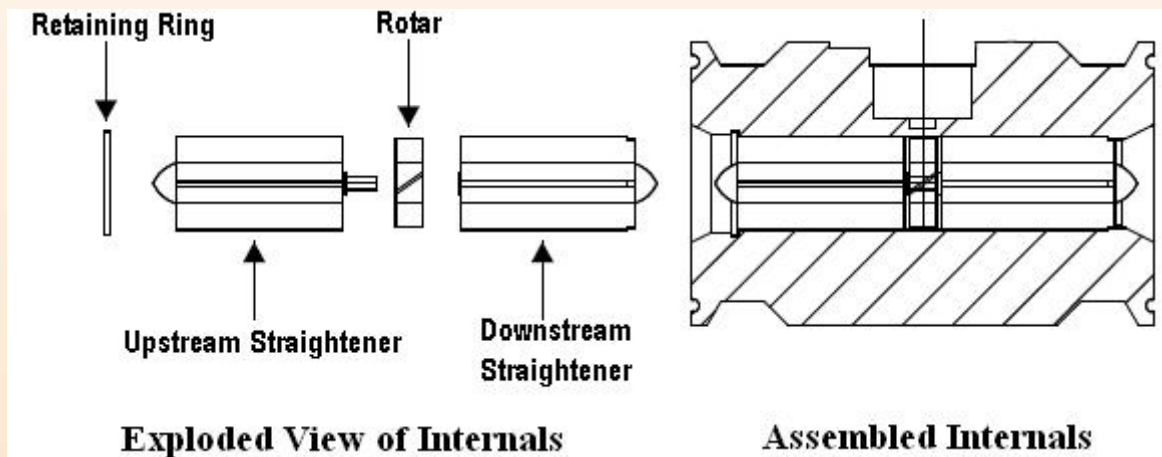 Retaining Ring
Rotar
Upstream Straightener
Downstream
Straightener
Exploded View of Internals
Assembled Internals